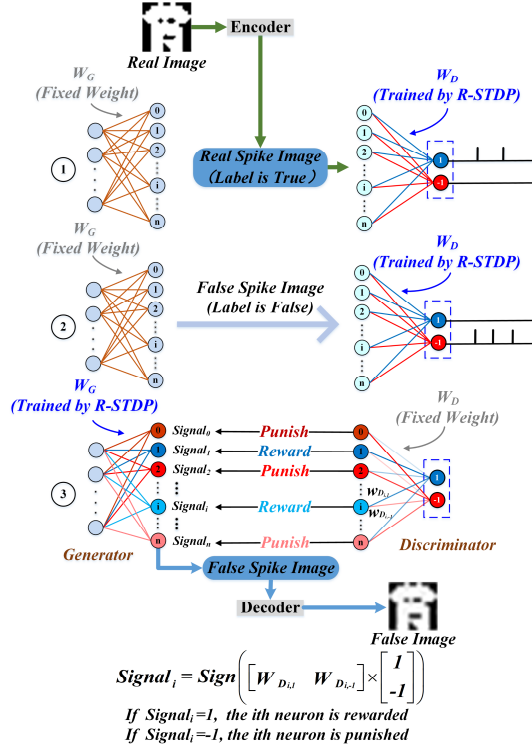 Encoder
Real Image
W_G
(Fixed Weight)
W_D
(Trained by R-STDP)
0
1
2
i
n
1
Real Spike Image
(Label is True)
0
1
2
i
n
1
-1
W_G
(Fixed Weight)
W_D
(Trained by R-STDP)
0
1
2
i
n
2
False Spike Image
(Label is False)
0
1
2
i
n
1
-1
W_G
(Trained by R-STDP)
W_D
(Fixed Weight)
3
0
1
2
i
n
Signal_0 Punish
Signal_1 Reward
Signal_2 Punish
Signal_i Reward
Signal_n Punish
0
1
2
i
n
w_{D_{i,1}}
w_{D_{i,-1}}
1
-1
Generator
Discriminator
False Spike Image
Decoder
False Image
Signal_i = Sign([W_{D_{i,1}} W_{D_{i,-1}}] × [1 -1])
If Signal_i=1, the ith neuron is rewarded
If Signal_i=-1, the ith neuron is punished